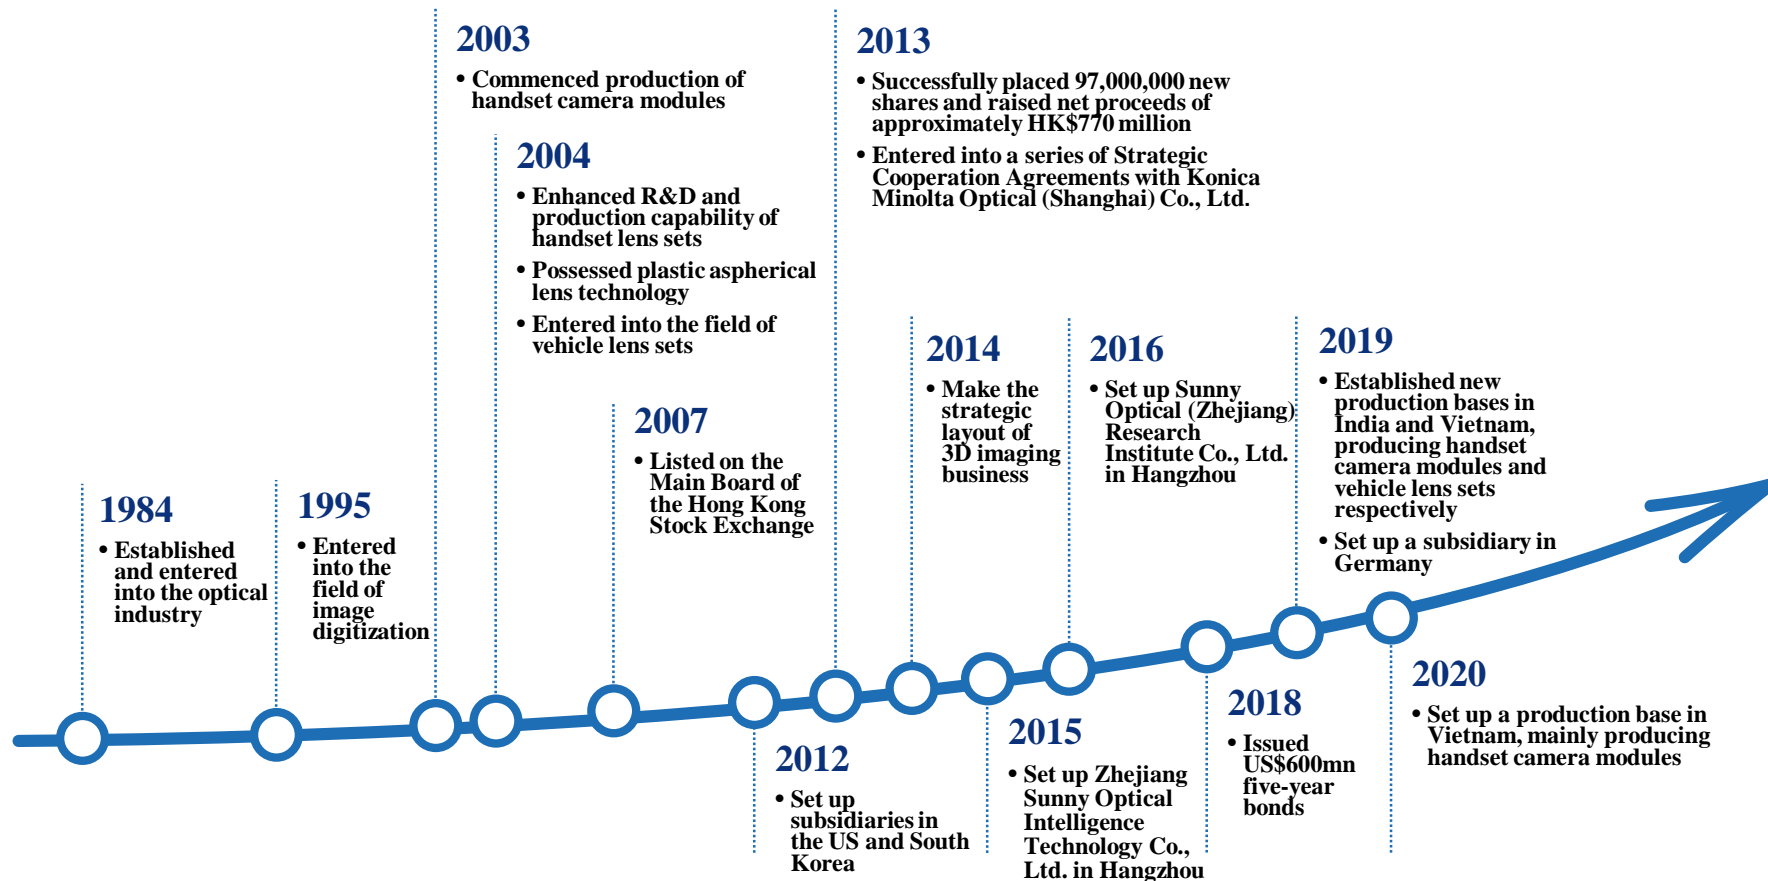 2003
• Commenced production of
handset camera modules
2004
• Enhanced R&D and
production capability of
handset lens sets
• Possessed plastic aspherical
lens technology
• Entered into the field of
vehicle lens sets
2013
• Successfully placed 97,000,000 new
shares and raised net proceeds of
approximately HK$770 million
• Entered into a series of Strategic
Cooperation Agreements with Konica
Minolta Optical (Shanghai) Co., Ltd.
1984
• Established
and entered
into the optical
industry
1995
• Entered
into the
field of
image
digitization
2007
• Listed on the
Main Board of
the Hong Kong
Stock Exchange
2014
• Make the
strategic
layout of
3D imaging
business
2016
• Set up Sunny
Optical (Zhejiang)
Research
Institute Co., Ltd.
in Hangzhou
2019
• Established new
production bases in
India and Vietnam,
producing handset
camera modules and
vehicle lens sets
respectively
• Set up a subsidiary in
Germany
2012
• Set up
subsidiaries in
the US and South
Korea
2015
• Set up Zhejiang
Sunny Optical
Intelligence
Technology Co.,
Ltd. in Hangzhou
2018
• Issued
US$600mn
five-year
bonds
2020
• Set up a production base in
Vietnam, mainly producing
handset camera modules